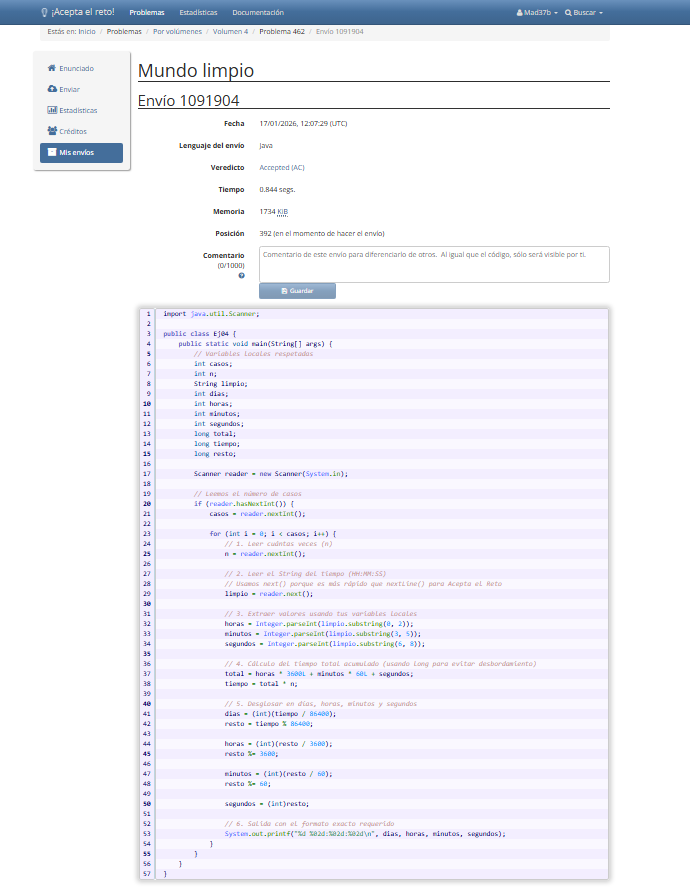 ¡Acepta el reto! Problemas Estadísticas Documentación Mad37b Buscar
Estás en: Inicio / Problemas / Por volúmenes / Volumen 4 / Problema 462 / Envío 1091904
Enunciado
Enviar
Estadísticas
Créditos
Mis envíos
Mundo limpio
Envío 1091904
Fecha 17/01/2026, 12:07:29 (UTC)
Lenguaje del envío java
Veredicto Accepted (AC)
Tiempo 0.844 segs.
Memoria 1734 KiB
Posición 392 (en el momento de hacer el envío)
Comentario Comentario de este envío para diferenciarlo de otros. Al igual que el código, sólo será visible por ti.
(0/1000)
Guardar
1 import java.util.Scanner;
2
3 public class Ej04 {
4 public static void main(String[] args) {
5 // Variables locales respetadas
6 int casos;
7 int n;
8 String limpio;
9 int dias;
10 int horas;
11 int minutos;
12 int segundos;
13 long total;
14 long tiempo;
15 long resto;
16
17 Scanner reader = new Scanner(System.in);
18
19 // Leemos el número de casos
20 if (reader.hasNextInt()) {
21 casos = reader.nextInt();
22
23 for (int i = 0; i < casos; i++) {
24 // 1. Leer cuántas veces (n)
25 n = reader.nextInt();
26
27 // 2. Leer el String del tiempo (HH:MM:SS)
28 // Usamos next() porque es más rápido que nextLine() para Acepta el Reto
29 limpio = reader.next();
30
31 // 3. Extraer valores usando tus variables locales
32 horas = Integer.parseInt(limpio.substring(0, 2));
33 minutos = Integer.parseInt(limpio.substring(3, 5));
34 segundos = Integer.parseInt(limpio.substring(6, 8));
35
36 // 4. Cálculo del tiempo total acumulado (usando long para evitar desbordamiento)
37 total = horas * 3600L + minutos * 60L + segundos;
38 tiempo = total * n;
39
40 // 5. Desglosar en días, horas, minutos y segundos
41 dias = (int)(tiempo / 86400);
42 resto = tiempo % 86400;
43
44 horas = (int)(resto / 3600);
45 resto %= 3600;
46
47 minutos = (int)(resto / 60);
48 resto %= 60;
49
50 segundos = (int)resto;
51
52 // 6. Salida con el formato exacto requerido
53 System.out.printf("%d %02d:%02d:%02d\n", dias, horas, minutos, segundos);
54 }
55 }
56 }
57 }